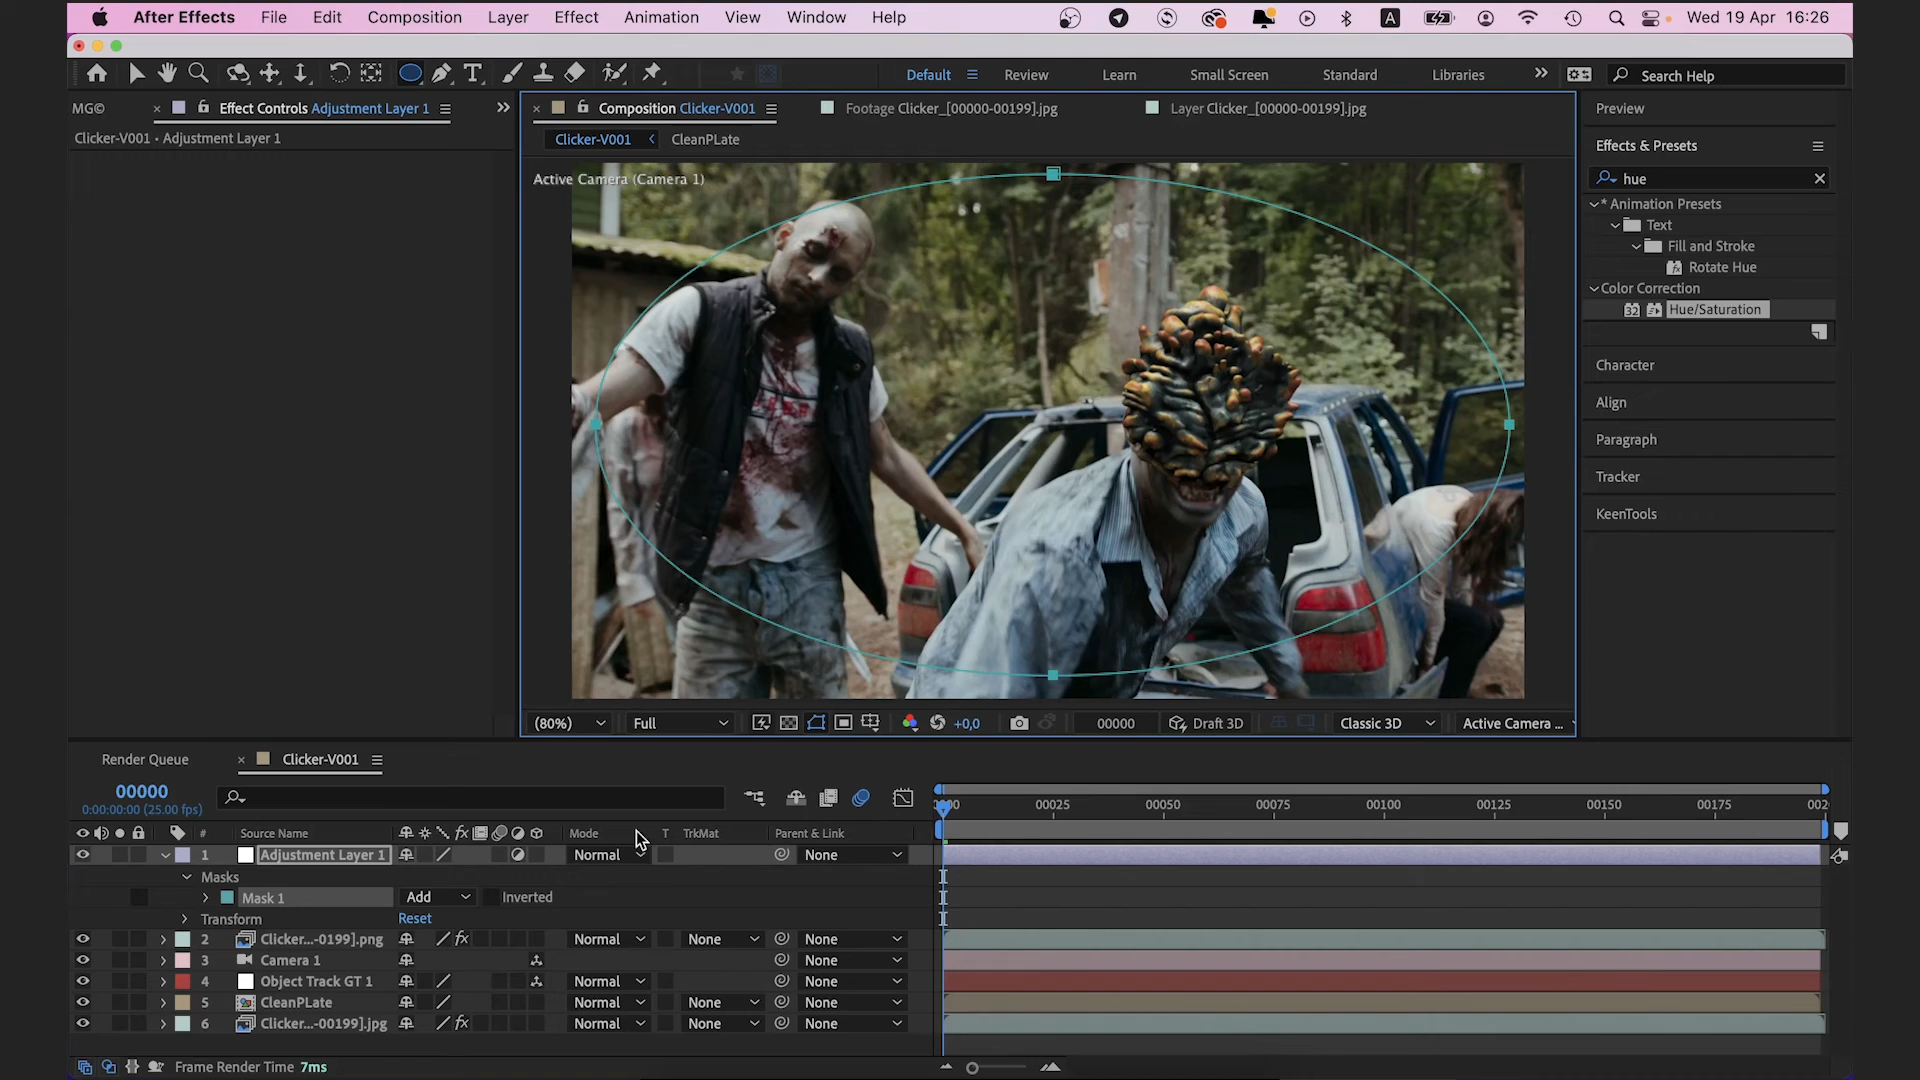 After Effects File Edit Composition Layer Effect Animation View Window Help A Wed 19 Apr 16:26
Default Review Learn Small Screen Standard Libraries Search Help
MG© Effect Controls Adjustment Layer 1 Composition Clicker-V001 Footage Clicker_[00000-00199].jpg Layer Clicker_[00000-00199].jpg Preview
Clicker-V001 • Adjustment Layer 1 Clicker-V001 CleanPLate Effects & Presets
Active Camera (Camera 1) hue
* Animation Presets
Text
Fill and Stroke
Rotate Hue
Color Correction
32 Hue/Saturation
Character
Align
Paragraph
Tracker
KeenTools
(80%) Full +0,0 00000 Draft 3D Classic 3D Active Camera ...
Render Queue Clicker-V001
00000
0:00:00:00 (25.00 fps) 00025 00050 00075 00100 00125 00150 00175
# Source Name fx Mode T TrkMat Parent & Link
1 Adjustment Layer 1 Normal None
Masks
Mask 1 Add Inverted
Transform Reset
2 Clicker...-0199].png fx Normal None None
3 Camera 1 None
4 Object Track GT 1 Normal None
5 CleanPLate Normal None None
6 Clicker...-00199].jpg fx Normal None None
Frame Render Time 7ms